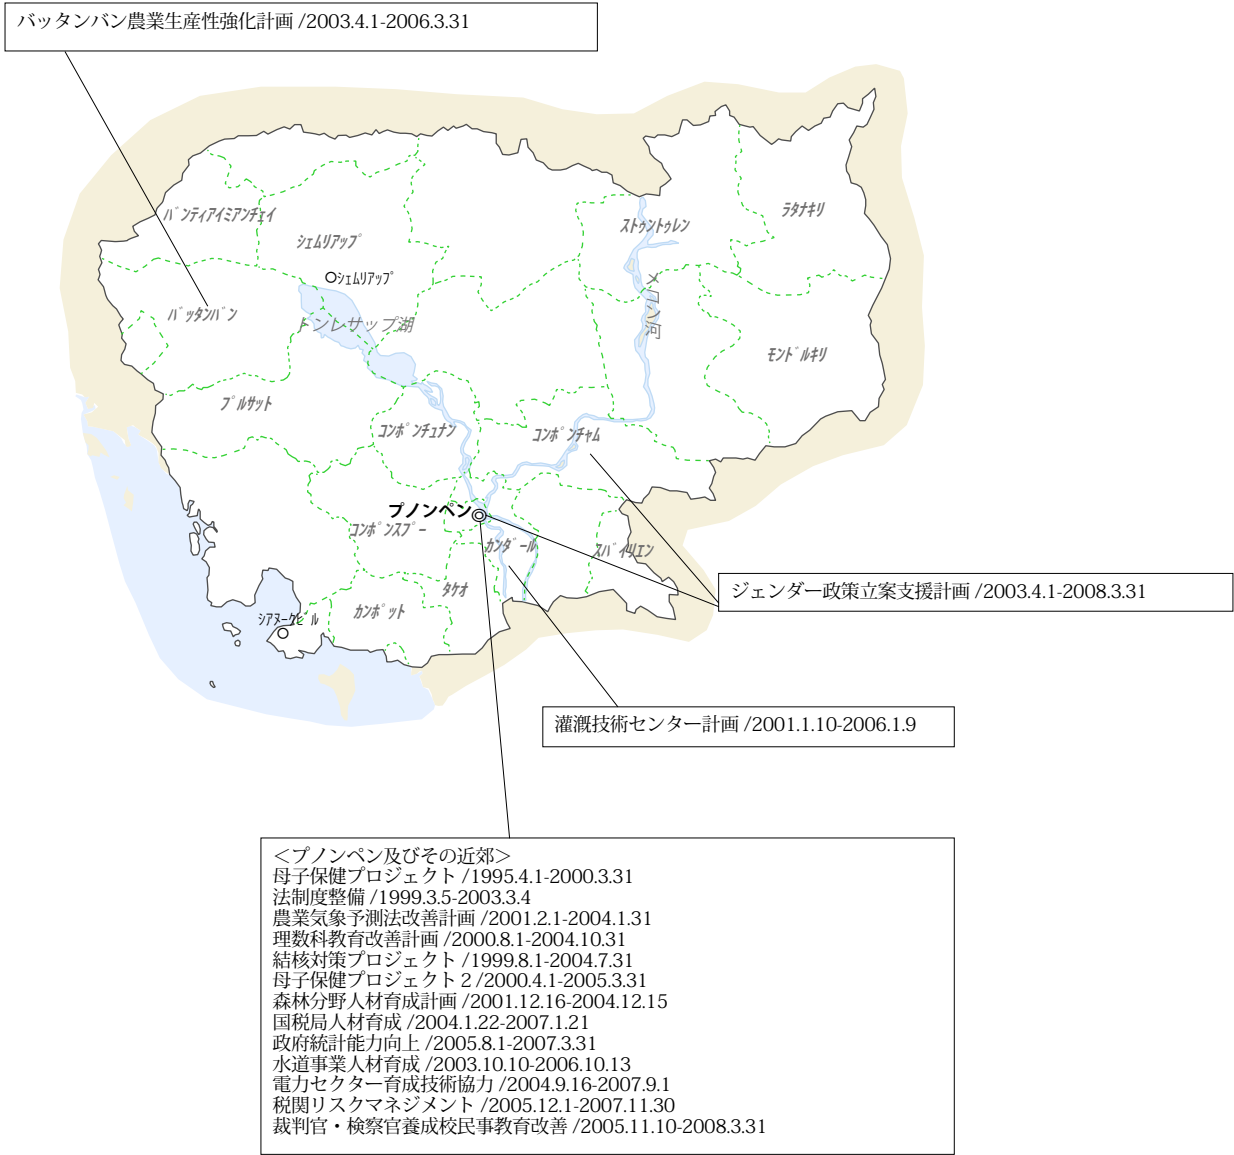 バッタンバン農業生産性強化計画 /2003.4.1-2006.3.31
バンティアイミアンチェイ
シェムリアップ
シェムリアップ
ストゥントゥレン
ラタナキリ
バッタンバン
トンレサップ湖
メコン河
モンドルキリ
プルサット
コンポンチュナン
コンポンチャム
プノンペン
コンポンスプー
カンダール
スバイリエン
タケオ
カンポット
シアヌークビル
ジェンダー政策立案支援計画 /2003.4.1-2008.3.31
灌漑技術センター計画 /2001.1.10-2006.1.9
＜プノンペン及びその近郊＞
母子保健プロジェクト /1995.4.1-2000.3.31
法制度整備 /1999.3.5-2003.3.4
農業気象予測法改善計画 /2001.2.1-2004.1.31
理数科教育改善計画 /2000.8.1-2004.10.31
結核対策プロジェクト /1999.8.1-2004.7.31
母子保健プロジェクト 2 /2000.4.1-2005.3.31
森林分野人材育成計画 /2001.12.16-2004.12.15
国税局人材育成 /2004.1.22-2007.1.21
政府統計能力向上 /2005.8.1-2007.3.31
水道事業人材育成 /2003.10.10-2006.10.13
電力セクター育成技術協力 /2004.9.16-2007.9.1
税関リスクマネジメント /2005.12.1-2007.11.30
裁判官・検察官養成校民事教育改善 /2005.11.10-2008.3.31